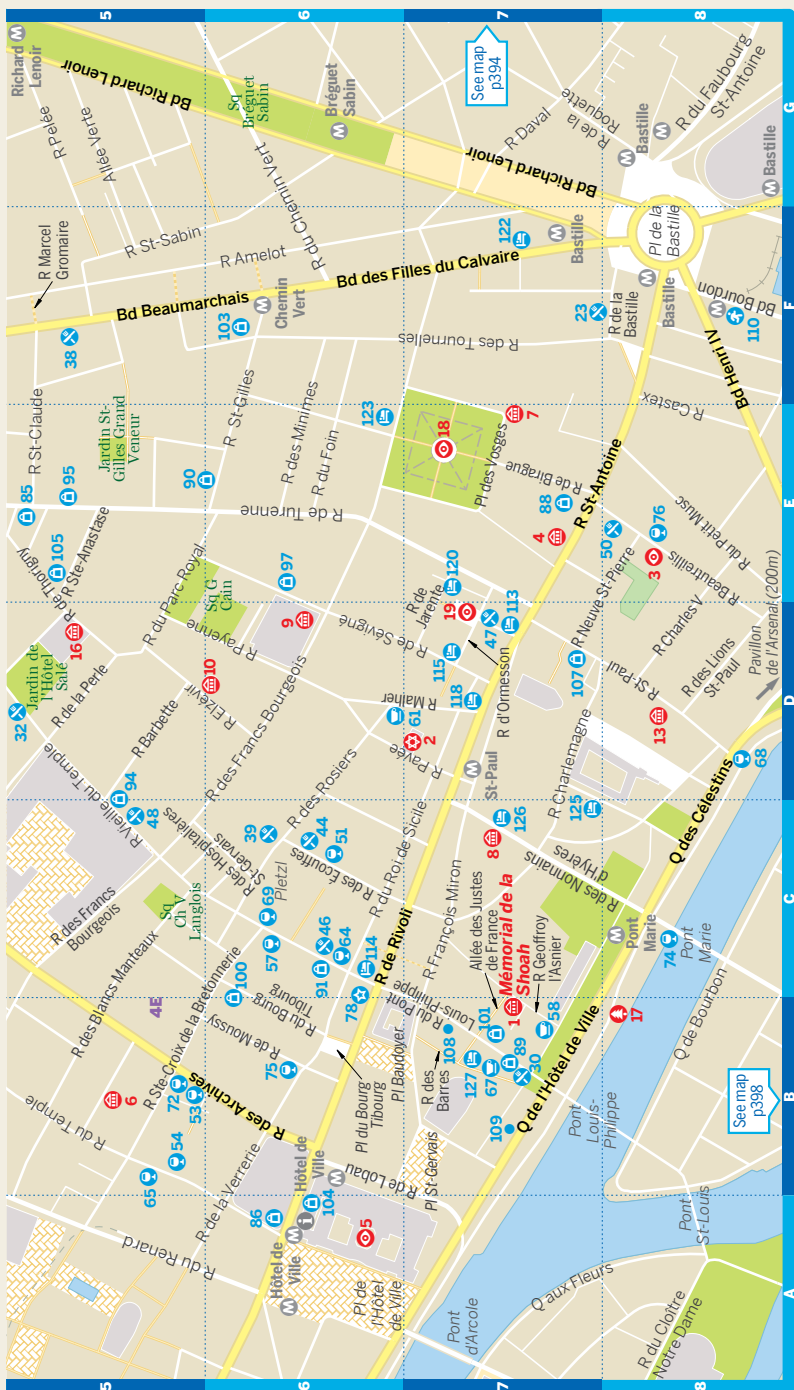 5
6
7
8
A
B
C
D
E
F
G
5
6
7
8
Richard
Lenoir
Bd Richard Lenoir
R Pelée
Allée Verte
Sq
Bréguet
Sabin
Bréguet
Sabin
See map
p394
R Daval
R de la
Roquette
R du Faubourg
St-Antoine
Bastille
Bastille
Bd Richard Lenoir
R du Chemin Vert
R St-Sabin
R Amelot
R Marcel
Gromaire
Bd Beaumarchais
Chemin
Vert
Bd des Filles du Calvaire
122
Bastille
Pl de la
Bastille
Bastille
Bd Bourdon
110
38
103
R des Tournelles
23
R de la
Bastille
Bd Henri IV
R Castex
R St-Claude
Jardin St-
Gilles Grand
Veneur
R St-Gilles
R des Minimes
R du Foin
123
18
7
Pl des Vosges
R de Birague
R St-Antoine
85
95
90
R de Turenne
88
4
50
76
3
R du Petit Musc
R Beautreillis
105
R de Thorigny
R Ste-Anastase
R du Parc Royal
Sq G
Cain
97
9
120
R de
Jarente
19
47
113
R Neuve St-Pierre
R Charles V
Pavillon
de l'Arsenal (200m)
16
Jardin de
l'Hôtel
Salé
R de la Perle
R Payenne
R de Sévigné
115
118
R d'Ormesson
107
R St-Paul
R des Lions
St-Paul
32
10
R Elzévir
R Barbette
R des Francs Bourgeois
R Malher
61
2
R Pavée
St-Paul
R Charlemagne
13
68
R Vieille du Temple
94
48
R des Hospitalières
St-Gervais
39
R des Rosiers
44
51
R des Écouffes
R du Roi de Sicile
126
8
125
Q des Célestins
R des Nonnains
d'Hyères
R des Francs
Bourgeois
Sq
Ch V
Langlois
Pletzl
69
57
46
64
91
114
R de Rivoli
R François Miron
Allée des Justes
de France
Mémorial de la
Shoah
R Geoffroy
l'Asnier
Pont
Marie
Pont
Marie
74
R des Blancs Manteaux
4E
R Ste-Croix de la Bretonnerie
100
R du Bourg
Tibourg
R de Moussy
78
R du Pont
Louis-Philippe
101
1
58
17
Q de Bourbon
75
Pl du Bourg
Tibourg
Pl Baudoyer
108
R des
Barres
127
67
89
30
Q de l'Hôtel de Ville
6
72
53
R des Archives
R du Temple
54
65
R de la Verrerie
Hôtel de
Ville
R de Lobau
Pl St-Gervais
109
Pont
Louis-
Philippe
See map
p398
86
104
5
Hôtel de
Ville
R du Renard
Pl de
l'Hôtel
de Ville
Pont
d'Arcole
Q aux Fleurs
Pont
St-Louis
R du Cloître
Notre Dame
Bastille